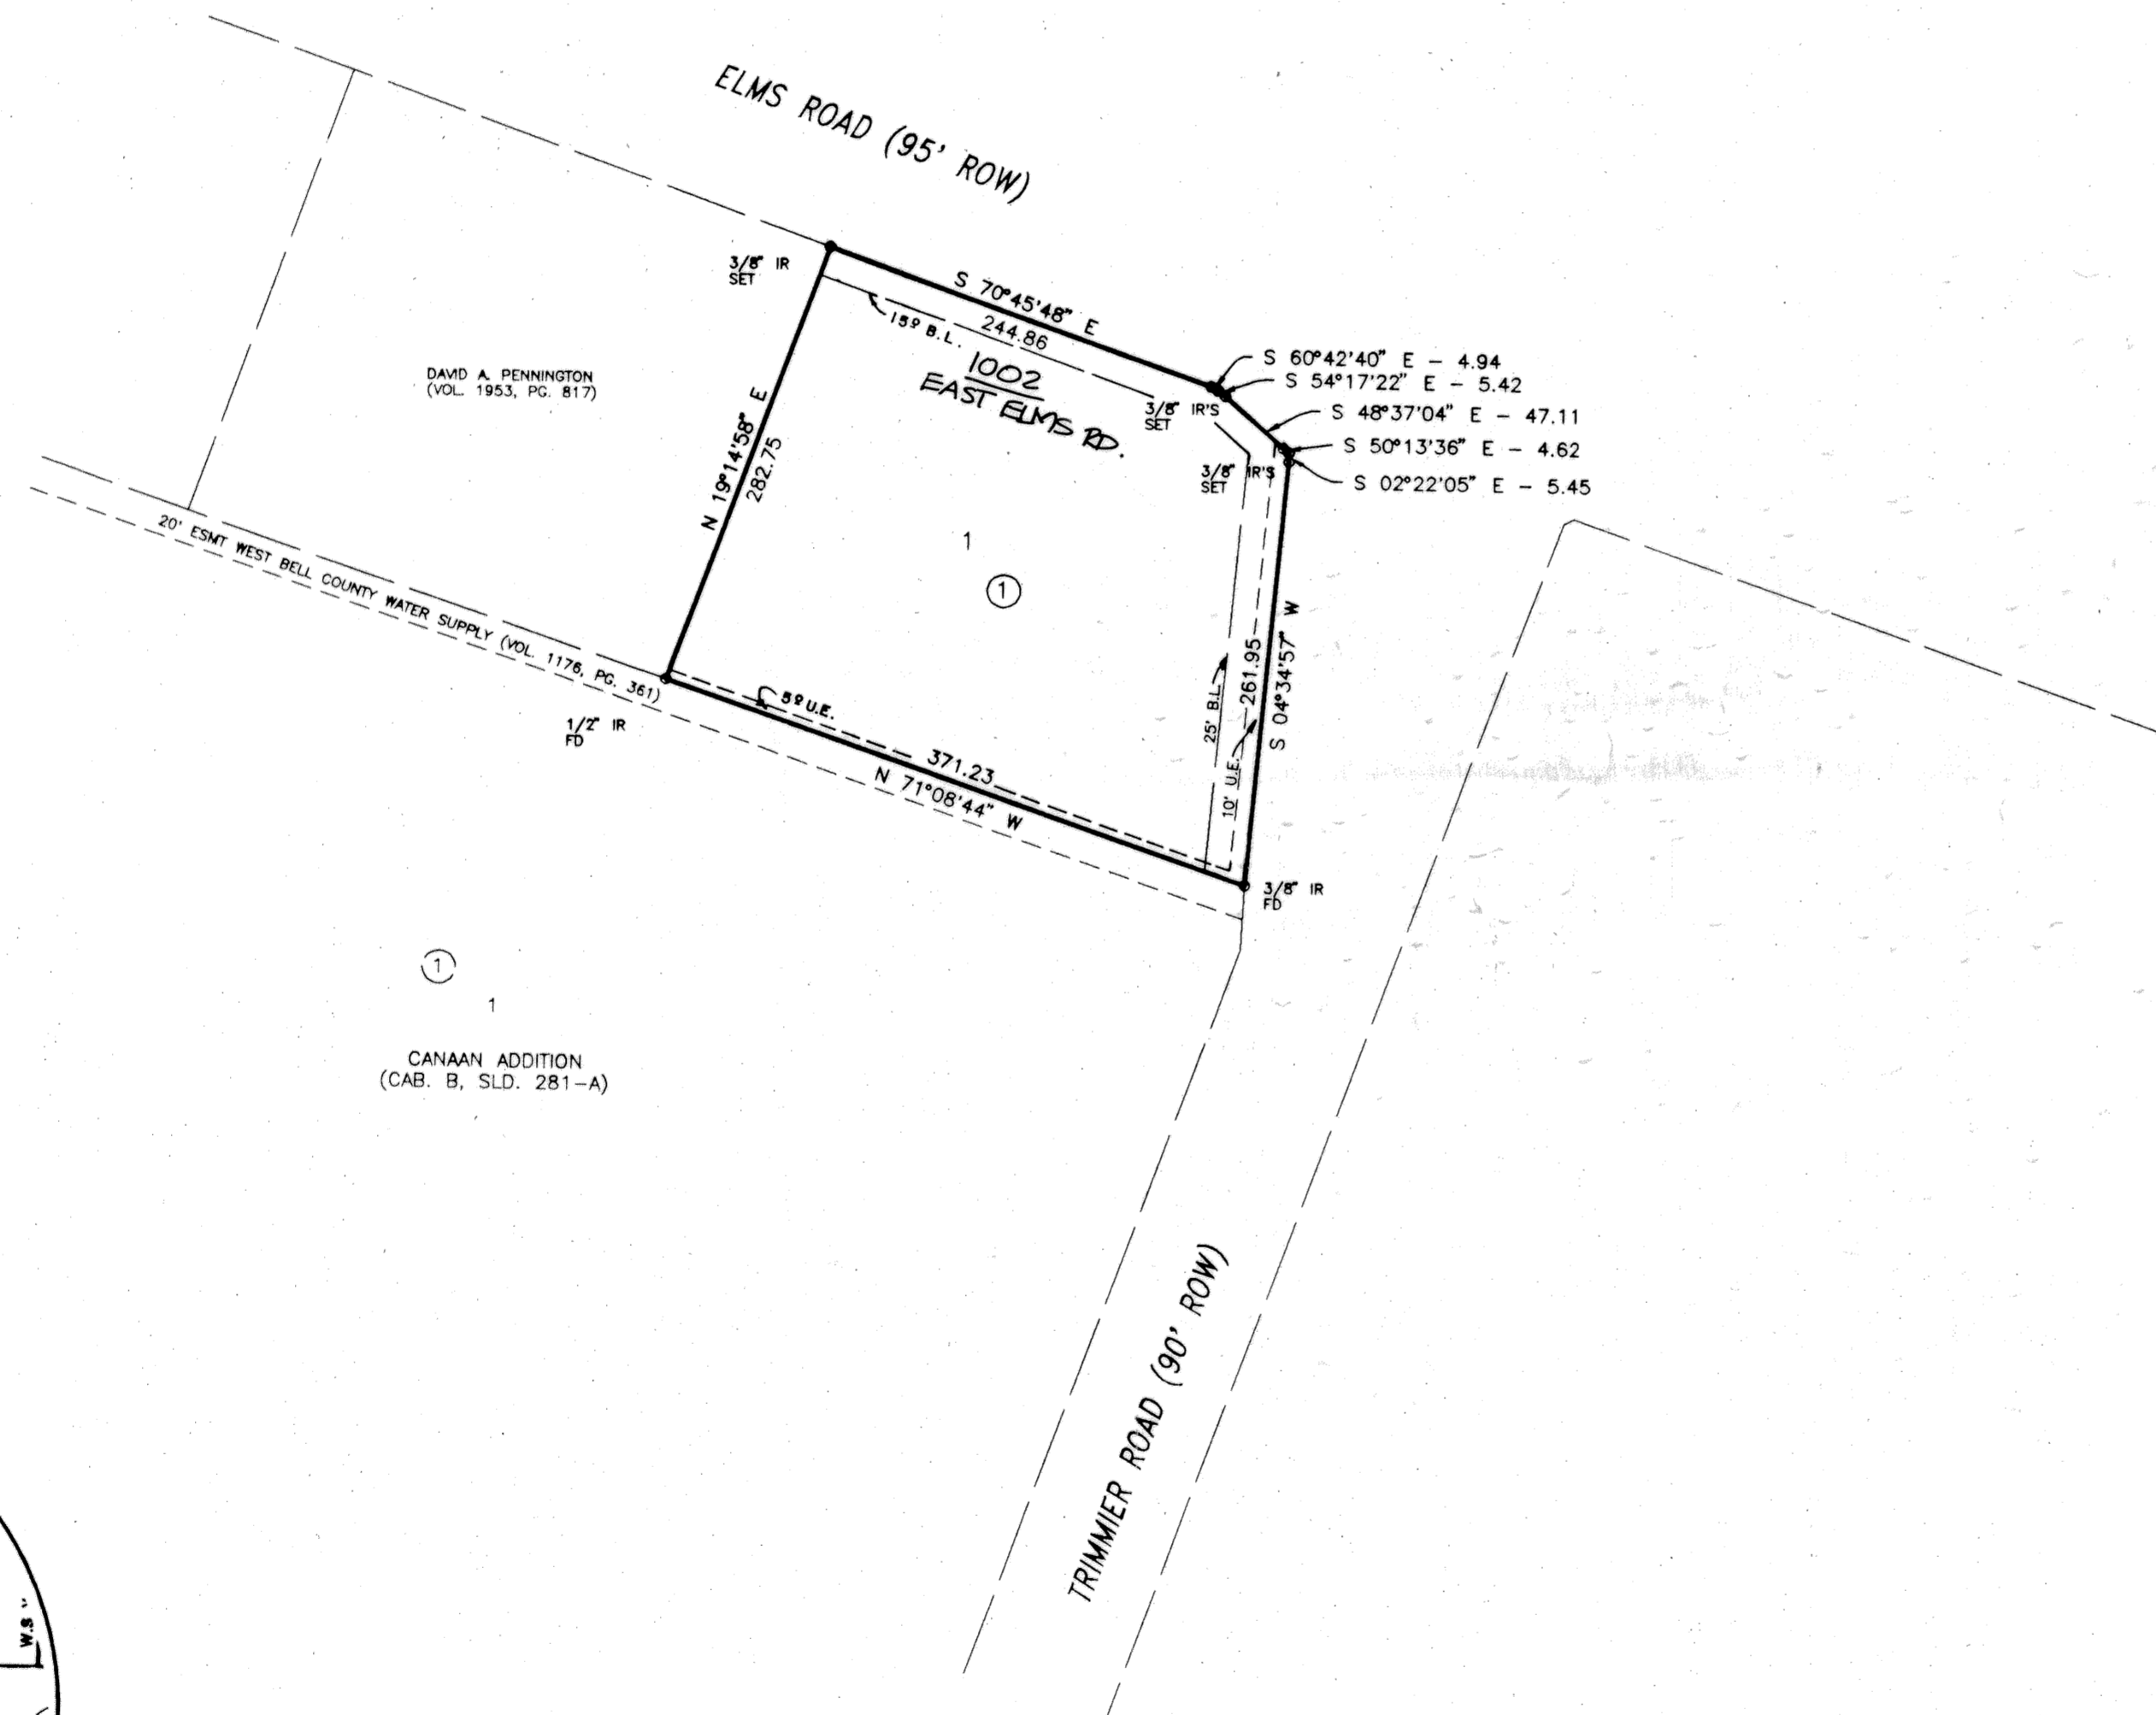 ELMS ROAD (95' ROW)
3/8" IR
SET
S 70°45'48" E
244.86
15' B.L.
1002
EAST ELMS RD.
S 60°42'40" E - 4.94
S 54°17'22" E - 5.42
S 48°37'04" E - 47.11
S 50°13'36" E - 4.62
S 02°22'05" E - 5.45
3/8" IR'S
SET
3/8" IR'S
SET
DAVID A. PENNINGTON
(VOL. 1953, PG. 817)
N 19°14'58" E
282.75
20' ESMT WEST BELL COUNTY WATER SUPPLY (VOL. 1176, PG. 361)
1
1
25' B.L.
10' U.E.
261.95
S 04°34'57" W
5' U.E.
371.23
N 71°08'44" W
1/2" IR
FD
3/8" IR
FD
1
1
CANAAN ADDITION
(CAB. B, SLD. 281-A)
TRIMMIER ROAD (90' ROW)
W.S